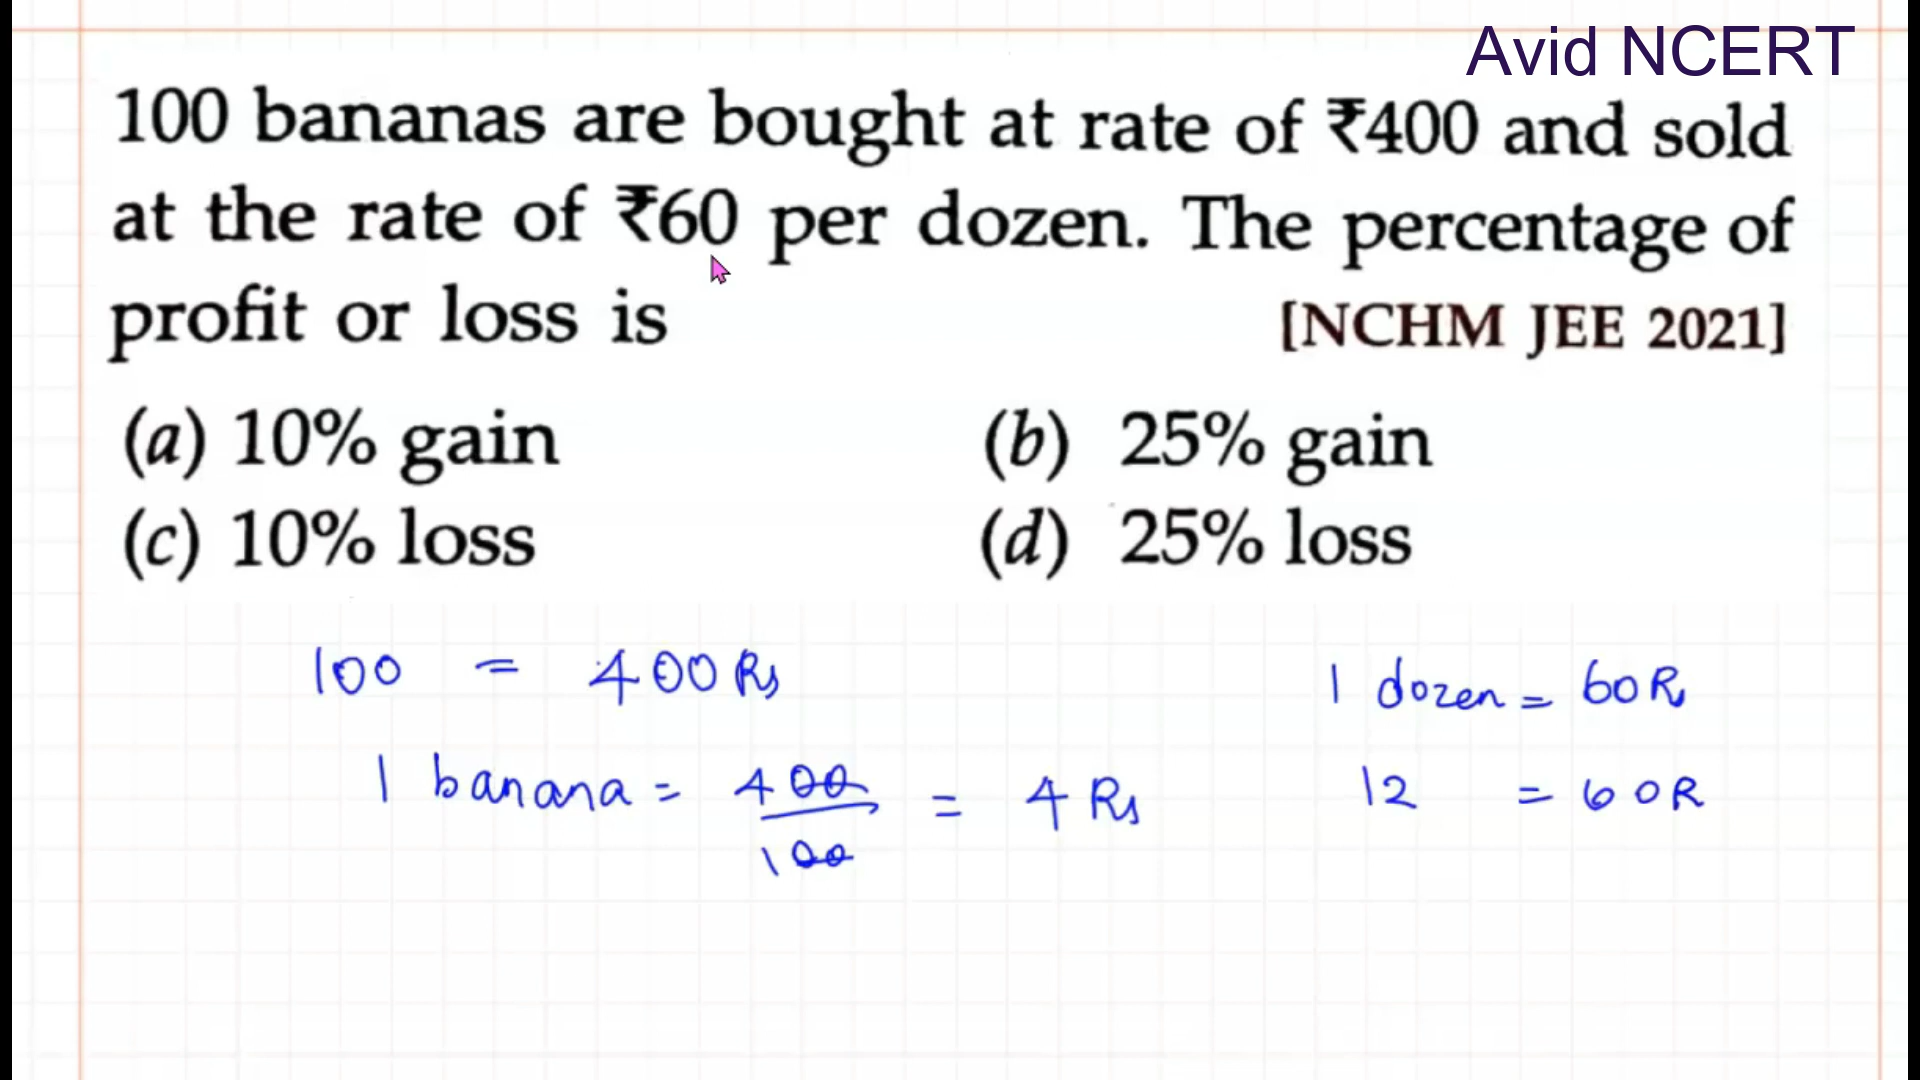 Avid NCERT
100 bananas are bought at rate of ₹400 and sold
at the rate of ₹60 per dozen. The percentage of
profit or loss is [NCHM JEE 2021]
(a) 10% gain (b) 25% gain
(c) 10% loss (d) 25% loss
100 = 400 Rs 1 dozen = 60 R
1 banana = 400/100 = 4 Rs 12 = 60 R